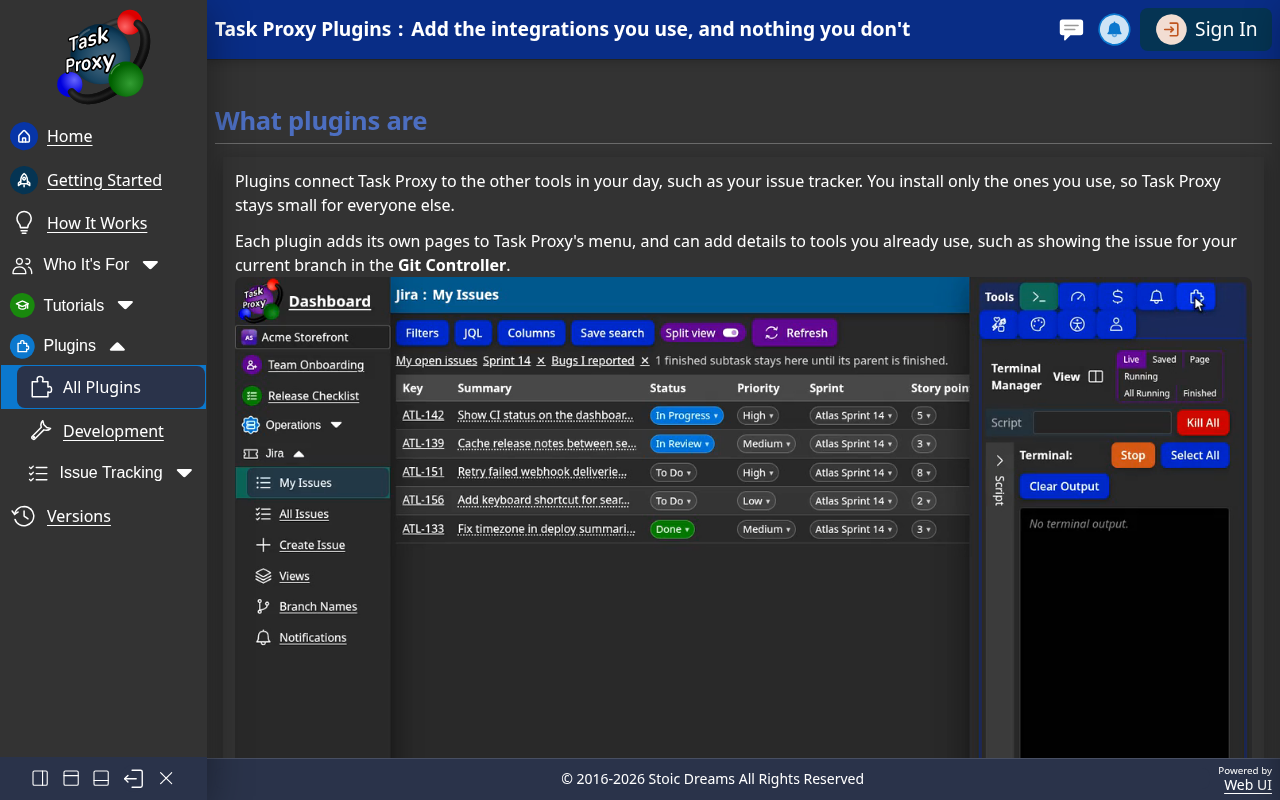 Task Proxy
Home
Getting Started
How It Works
Who It's For
Tutorials
Plugins
All Plugins
Development
Issue Tracking
Versions
Task Proxy Plugins : Add the integrations you use, and nothing you don't
Sign In
What plugins are
Plugins connect Task Proxy to the other tools in your day, such as your issue tracker. You install only the ones you use, so Task Proxy
stays small for everyone else.
Each plugin adds its own pages to Task Proxy's menu, and can add details to tools you already use, such as showing the issue for your
current branch in the Git Controller.
Task Proxy
Dashboard
AS Acme Storefront
Team Onboarding
Release Checklist
Operations
Jira
My Issues
All Issues
Create Issue
Views
Branch Names
Notifications
Jira : My Issues
Filters JQL Columns Save search Split view Refresh
My open issues Sprint 14 × Bugs I reported × 1 finished subtask stays here until its parent is finished.
Key Summary Status Priority Sprint Story poin
ATL-142 Show CI status on the dashboar... In Progress High Atlas Sprint 14 5
ATL-139 Cache release notes between se... In Review Medium Atlas Sprint 14 3
ATL-151 Retry failed webhook deliverie... To Do High Atlas Sprint 14 8
ATL-156 Add keyboard shortcut for sear... To Do Low Atlas Sprint 14 2
ATL-133 Fix timezone in deploy summari... Done Medium Atlas Sprint 14 3
Tools
Terminal
Manager
View
Live Saved Page
Running
All Running Finished
Script
Kill All
Script
Terminal:
Stop
Select All
Clear Output
No terminal output.
© 2016-2026 Stoic Dreams All Rights Reserved
Powered by
Web UI